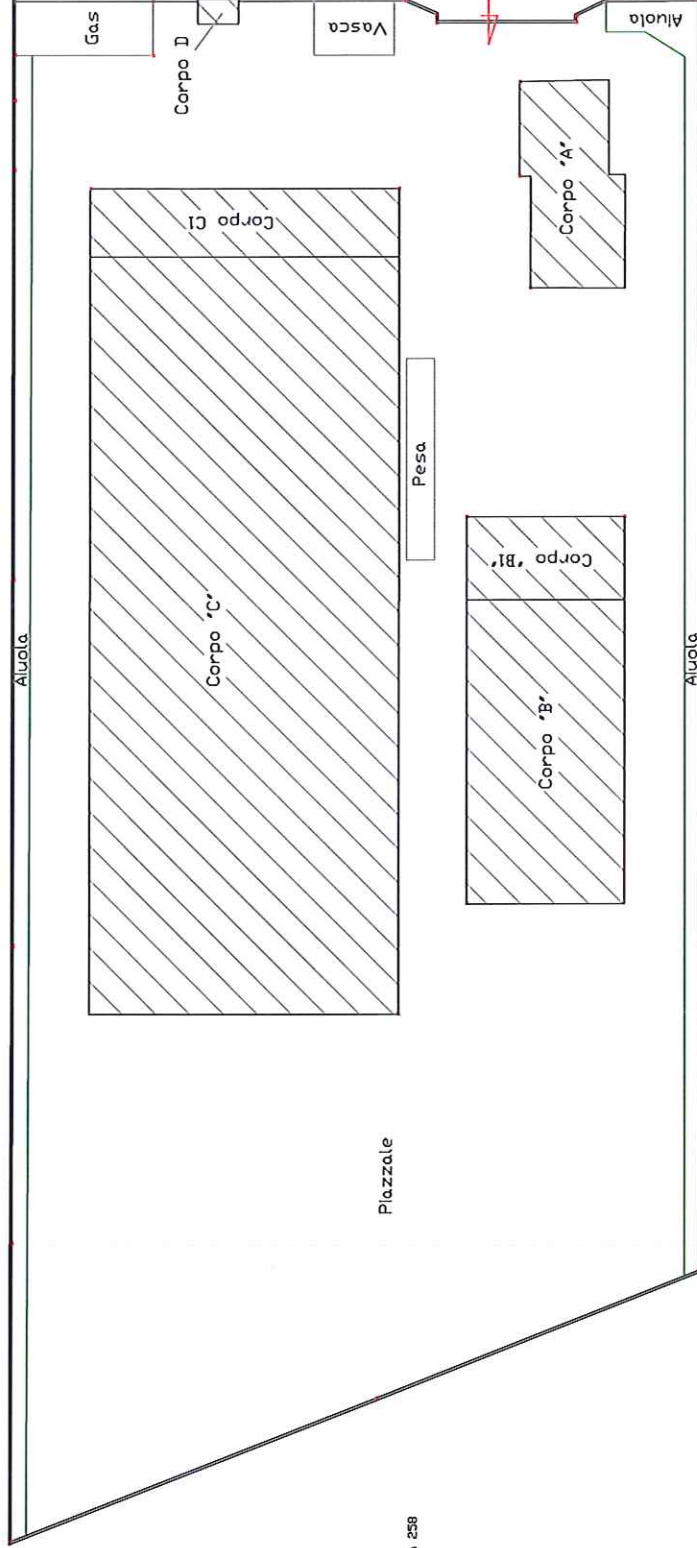 Aiuola
Gas
Corpo D
Vasca
Aiuola
Corpo C1
Corpo "C"
Pesa
Corpo "A"
Corpo "B1"
Corpo "B"
Aiuola
Piazzale
258